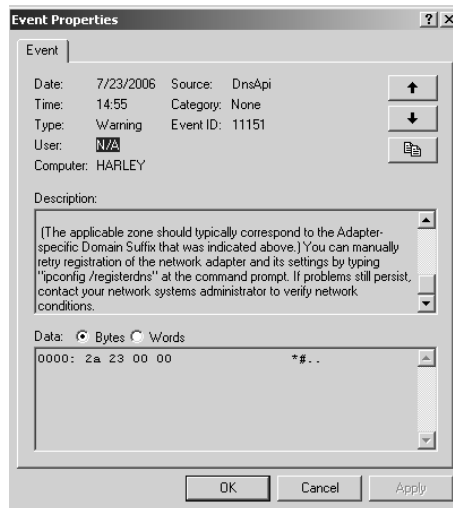 Event Properties
Event
Date: 7/23/2006 Source: DnsApi
Time: 14:55 Category: None
Type: Warning Event ID: 11151
User: N/A
Computer: HARLEY
Description:
(The applicable zone should typically correspond to the Adapter-
specific Domain Suffix that was indicated above.) You can manually
retry registration of the network adapter and its settings by typing
"ipconfig /registerdns" at the command prompt. If problems still persist,
contact your network systems administrator to verify network
conditions.
Data: Bytes Words
0000: 2a 23 00 00 *#..
OK Cancel Apply